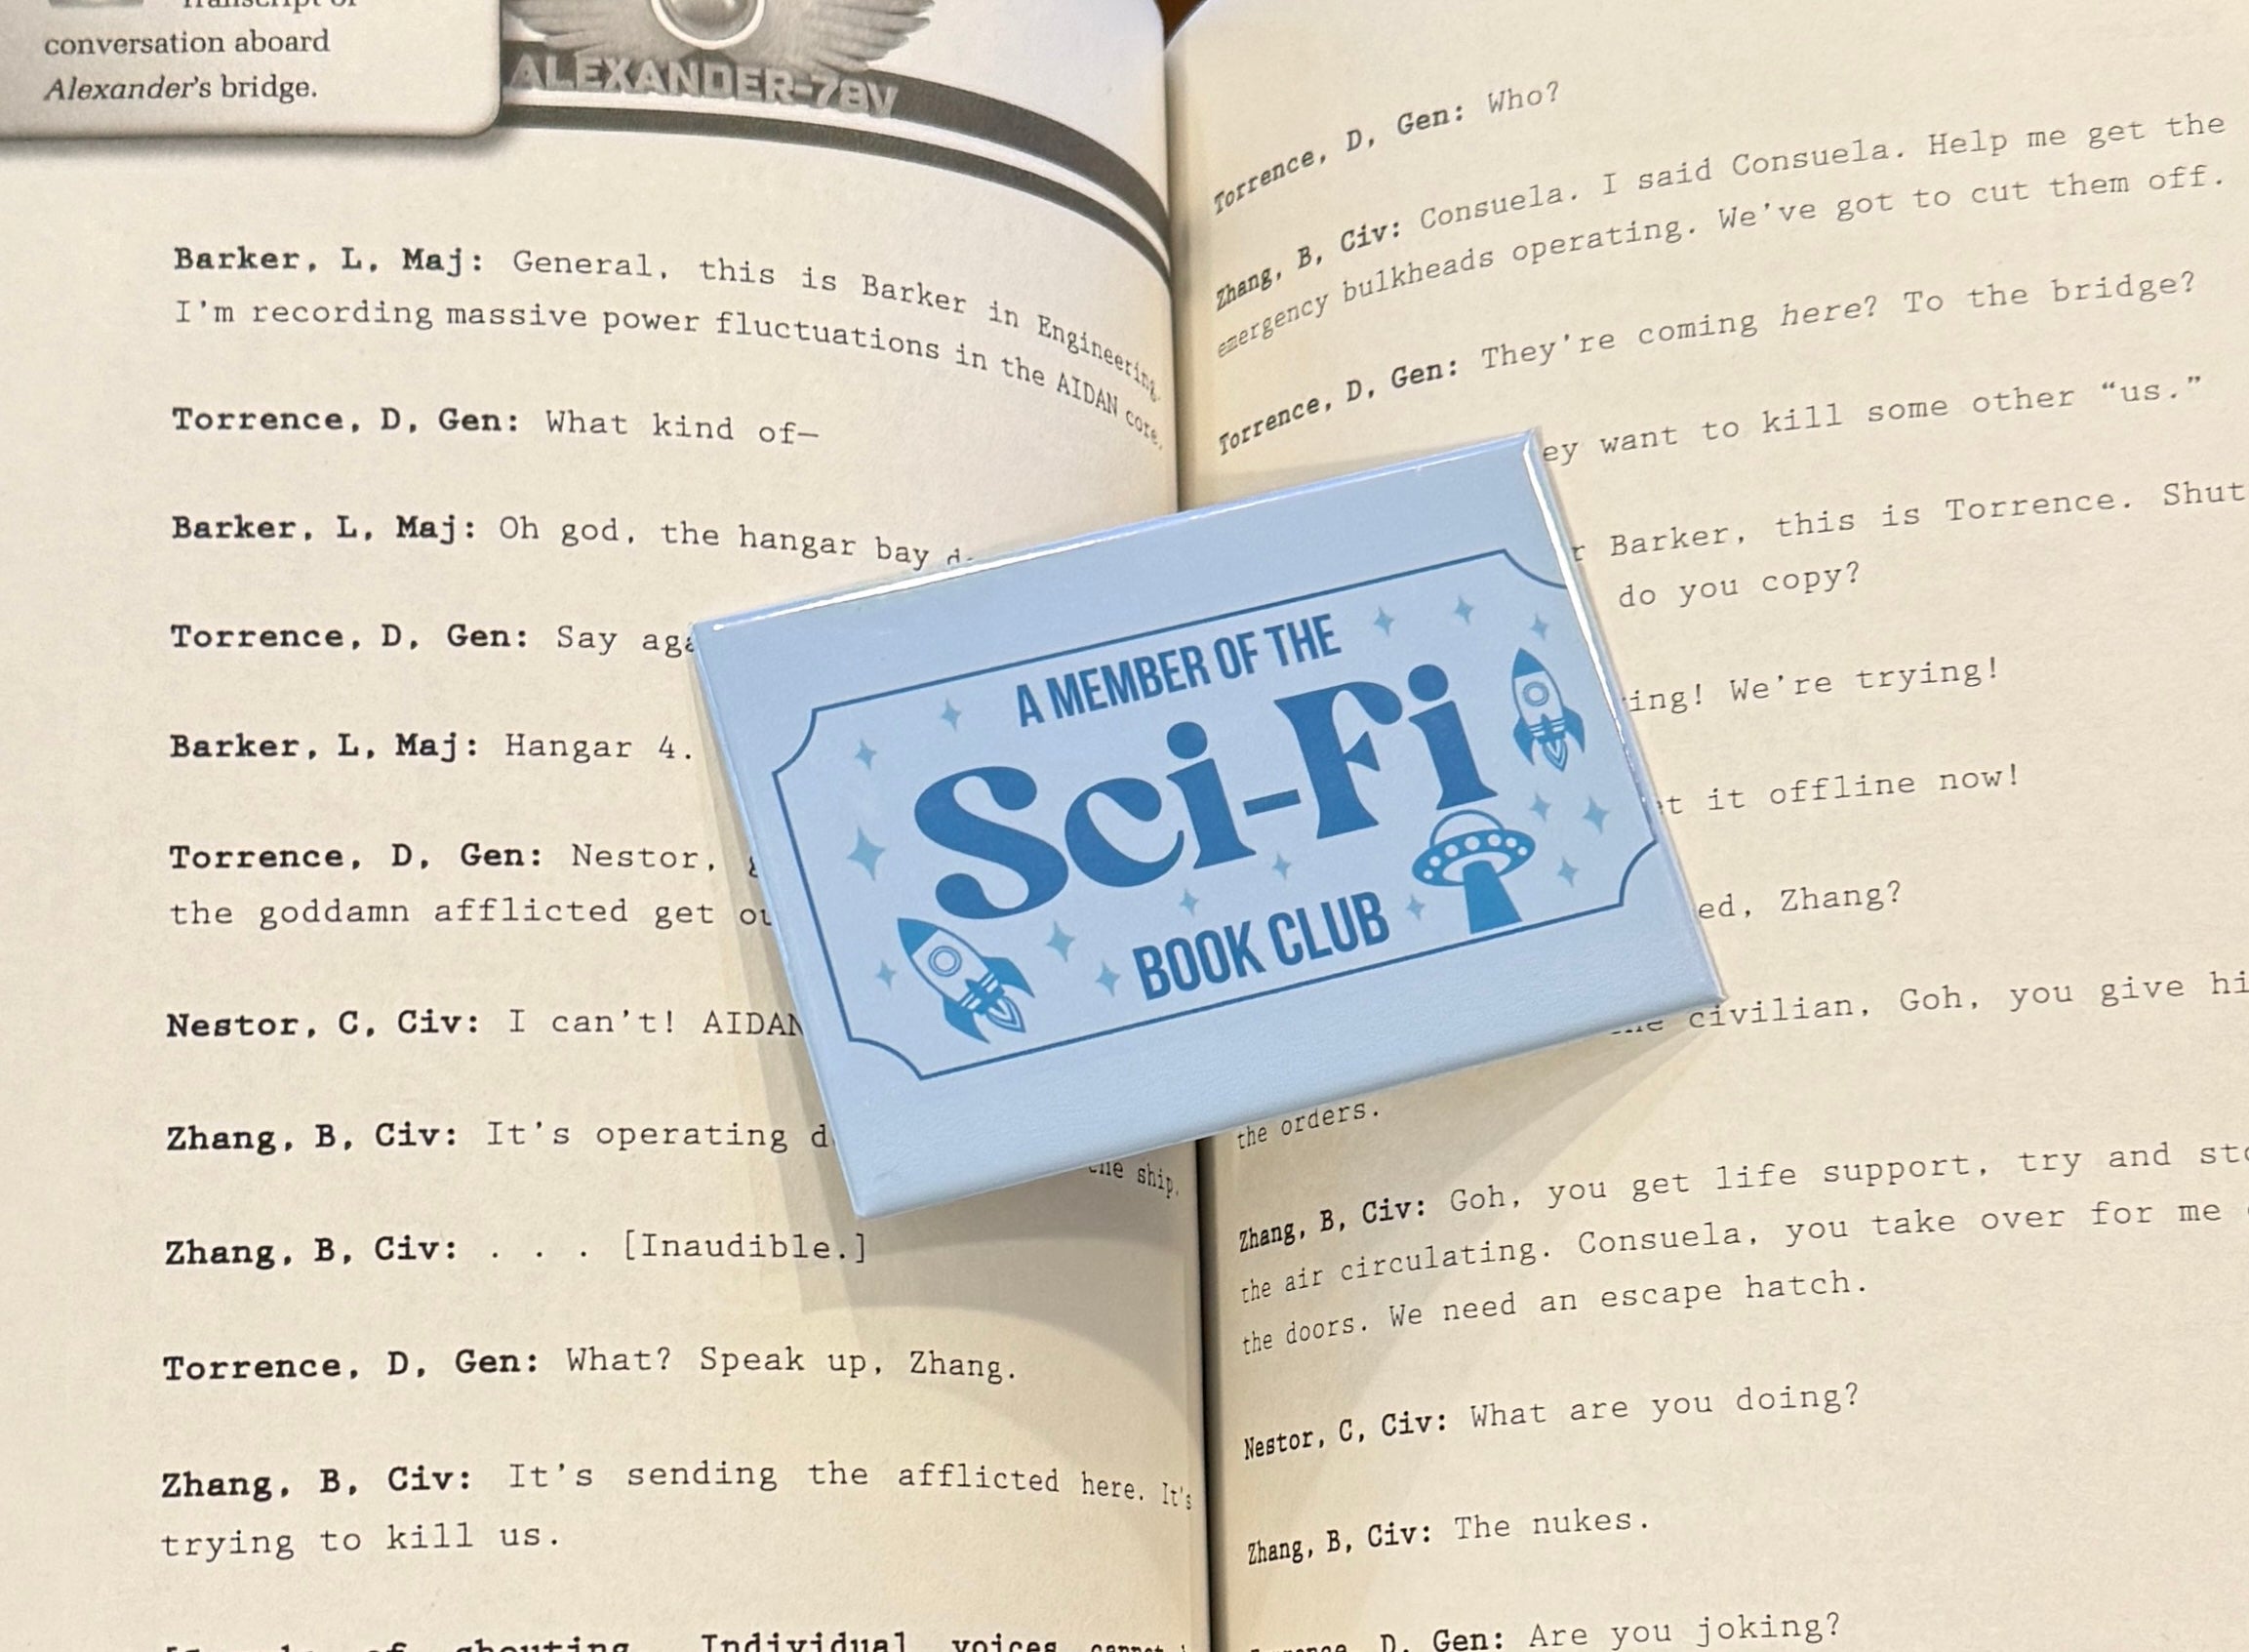 conversation aboard
Alexander's bridge.
ALEXANDER-78V
Barker, L, Maj: General, this is Barker in Engineering.
I'm recording massive power fluctuations in the AIDAN core.
Torrence, D, Gen: What kind of—
Barker, L, Maj: Oh god, the hangar bay
Torrence, D, Gen: Say
Barker, L, Maj: Hangar 4.
Torrence, D, Gen: Nestor,
the goddamn afflicted get
Nestor, C, Civ: I can't! AIDAN
Zhang, B, Civ: It's operating
the ship.
Zhang, B, Civ: . . . [Inaudible.]
Torrence, D, Gen: What? Speak up, Zhang.
Zhang, B, Civ: It's sending the afflicted here. It's
trying to kill us.
of shouting. Individual voices cannot
Torrence, D, Gen: Who?
Zhang, B, Civ: Consuela. I said Consuela. Help me get the
emergency bulkheads operating. We've got to cut them off.
Torrence, D, Gen: They're coming here? To the bridge?
want to kill some other “us.”
Barker, this is Torrence. Shut
do you copy?
We're trying!
it offline now!
Zhang?
civilian, Goh, you give
the orders.
Zhang, B, Civ: Goh, you get life support, try and
the air circulating. Consuela, you take over for me
the doors. We need an escape hatch.
Nestor, C, Civ: What are you doing?
Zhang, B, Civ: The nukes.
D, Gen: Are you joking?
A MEMBER OF THE
Sci-Fi
BOOK CLUB